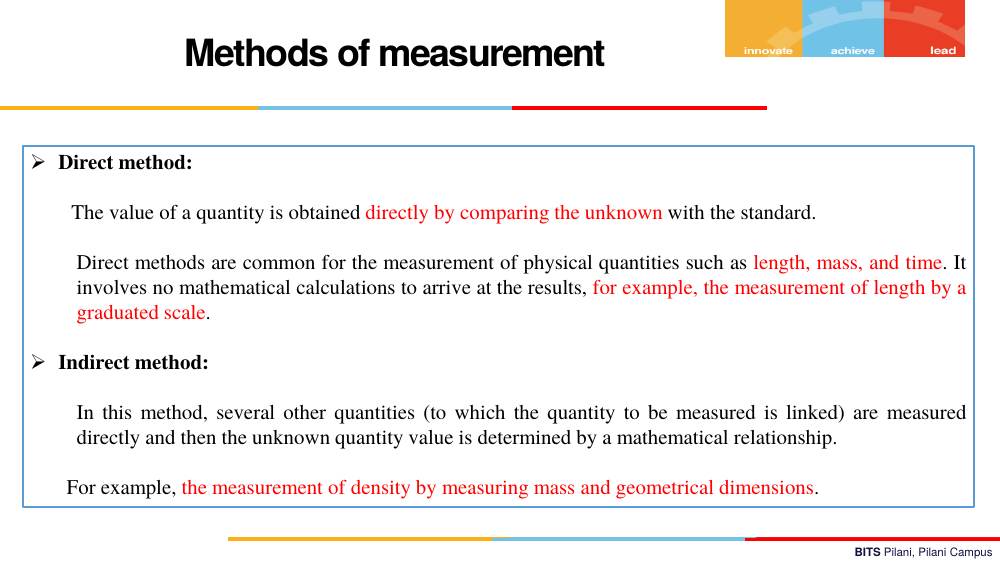 Methods of measurement
innovate achieve lead
➢ Direct method:
The value of a quantity is obtained directly by comparing the unknown with the standard.
Direct methods are common for the measurement of physical quantities such as length, mass, and time. It
involves no mathematical calculations to arrive at the results, for example, the measurement of length by a
graduated scale.
➢ Indirect method:
In this method, several other quantities (to which the quantity to be measured is linked) are measured
directly and then the unknown quantity value is determined by a mathematical relationship.
For example, the measurement of density by measuring mass and geometrical dimensions.
BITS Pilani, Pilani Campus